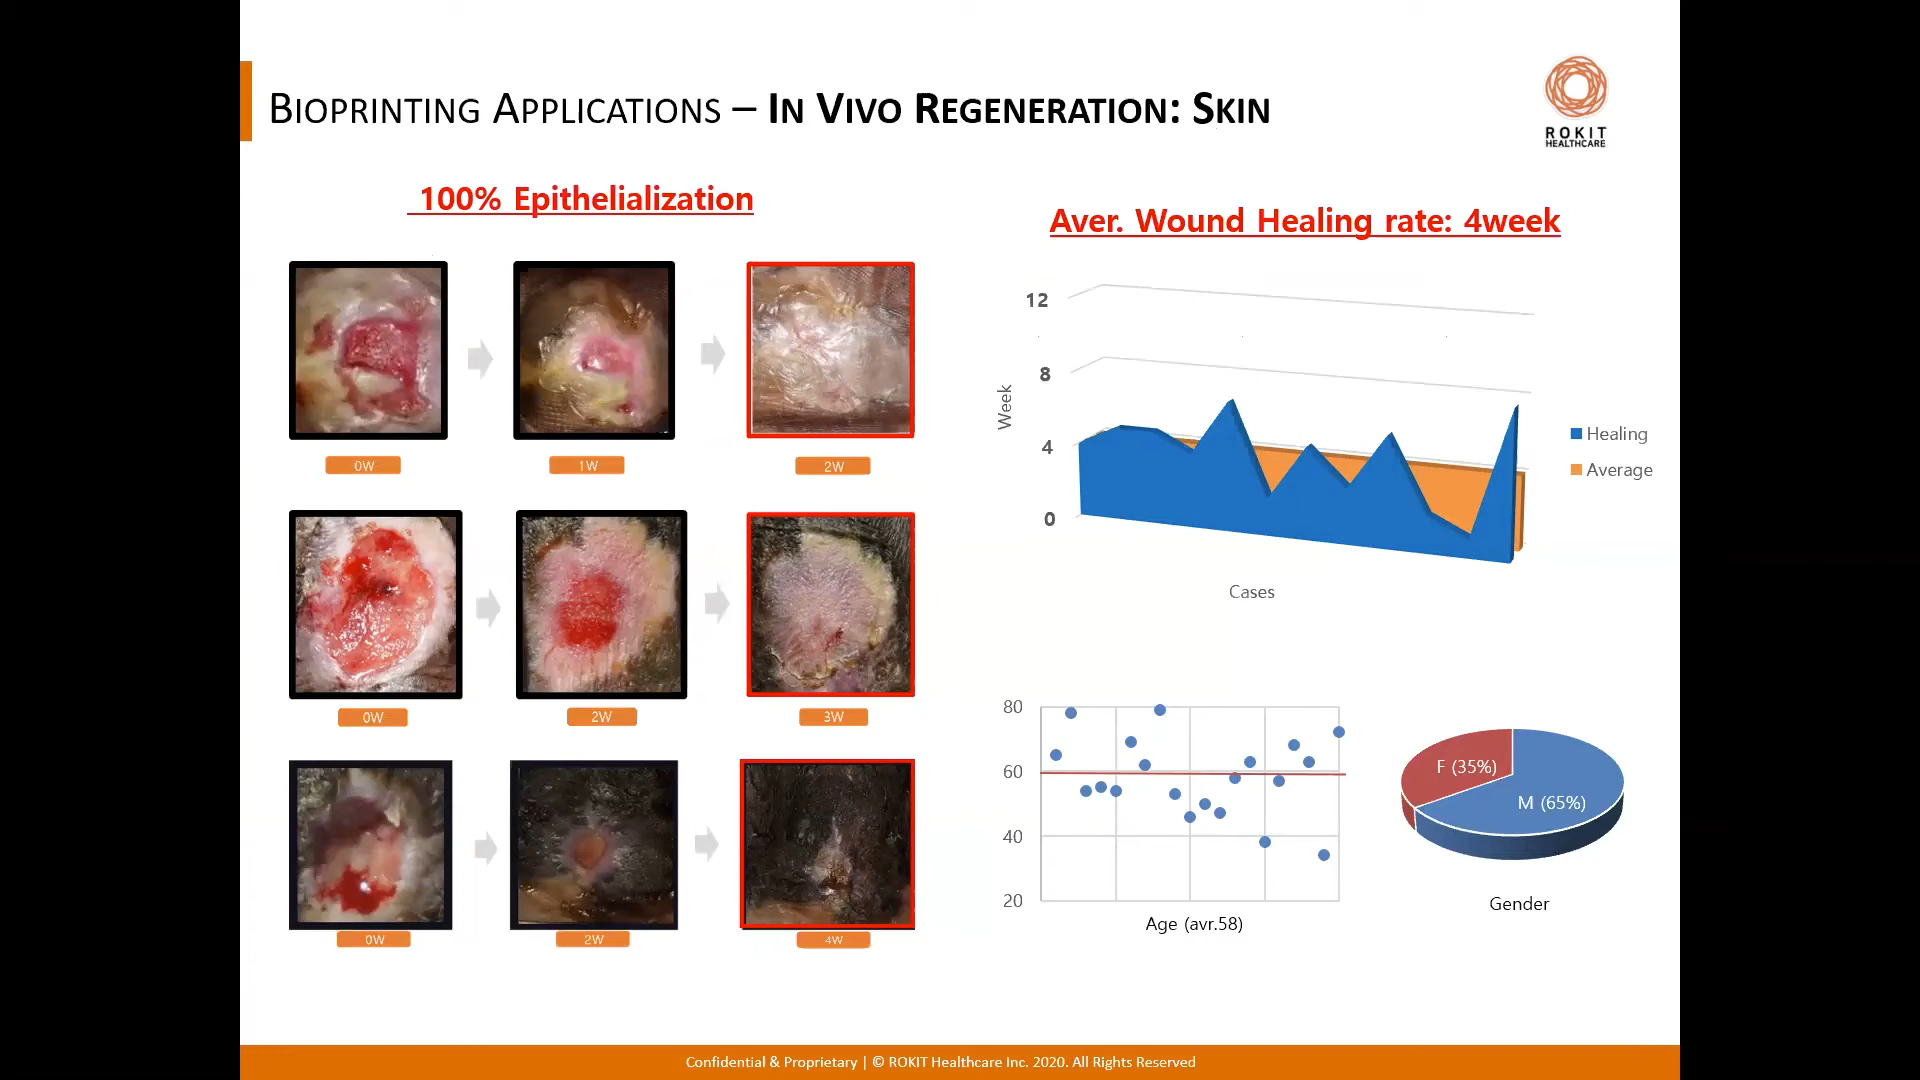 BIOPRINTING APPLICATIONS – IN VIVO REGENERATION: SKIN
ROKIT
HEALTHCARE
100% Epithelialization
Aver. Wound Healing rate: 4week
0W
1W
2W
0W
2W
3W
0W
2W
4W
12
8
4
0
Week
Cases
Healing
Average
80
60
40
20
Age (avr.58)
F (35%)
M (65%)
Gender
Confidential & Proprietary | © ROKIT Healthcare Inc. 2020. All Rights Reserved